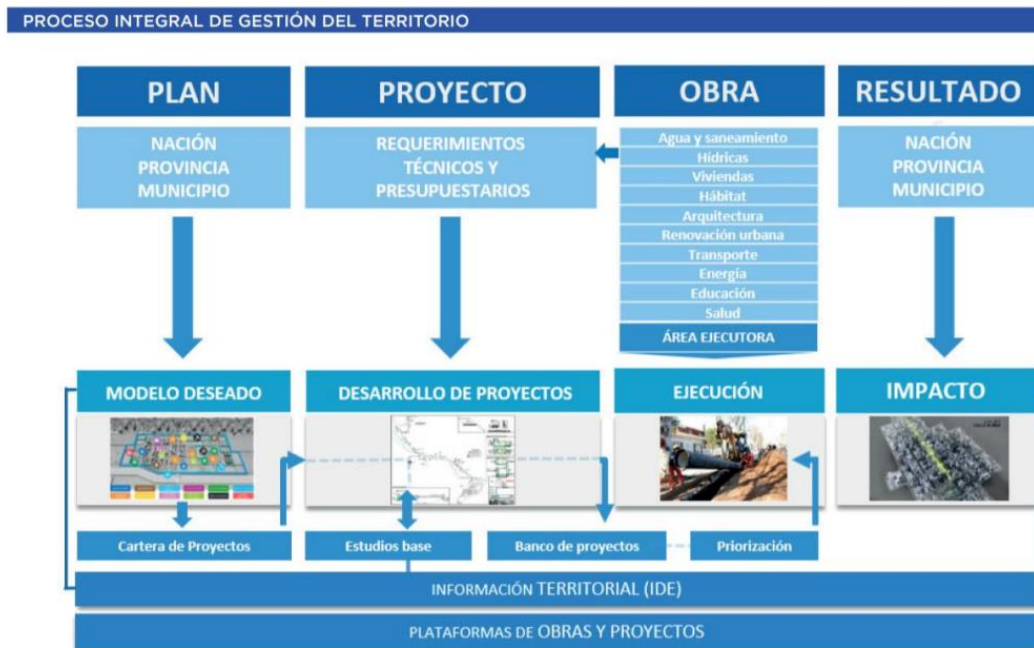 PROCESO INTEGRAL DE GESTIÓN DEL TERRITORIO
PLAN
PROYECTO
OBRA
RESULTADO
NACIÓN
PROVINCIA
MUNICIPIO
REQUERIMIENTOS
TÉCNICOS Y
PRESUPUESTARIOS
Agua y saneamiento
Hídricas
Viviendas
Hábitat
Arquitectura
Renovación urbana
Transporte
Energía
Educación
Salud
ÁREA EJECUTORA
NACIÓN
PROVINCIA
MUNICIPIO
MODELO DESEADO
DESARROLLO DE PROYECTOS
EJECUCIÓN
IMPACTO
Cartera de Proyectos
Estudios base
Banco de proyectos
Priorización
INFORMACIÓN TERRITORIAL (IDE)
PLATAFORMAS DE OBRAS Y PROYECTOS